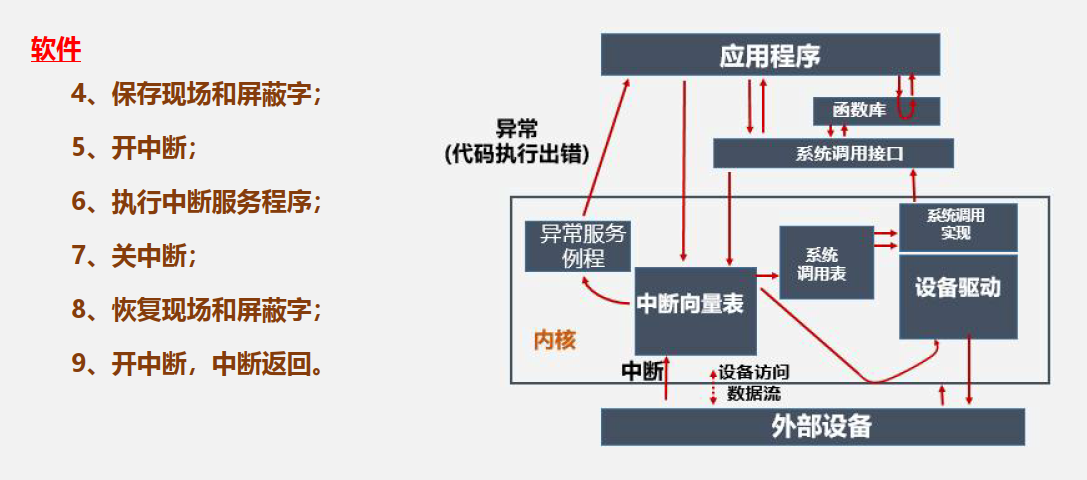 软件
4、保存现场和屏蔽字；
5、开中断；
6、执行中断服务程序；
7、关中断；
8、恢复现场和屏蔽字；
9、开中断，中断返回。
应用程序
函数库
异常
(代码执行出错)
系统调用接口
异常服务
例程
系统调用
实现
系统
调用表
中断向量表
设备驱动
内核
中断
设备访问
数据流
外部设备